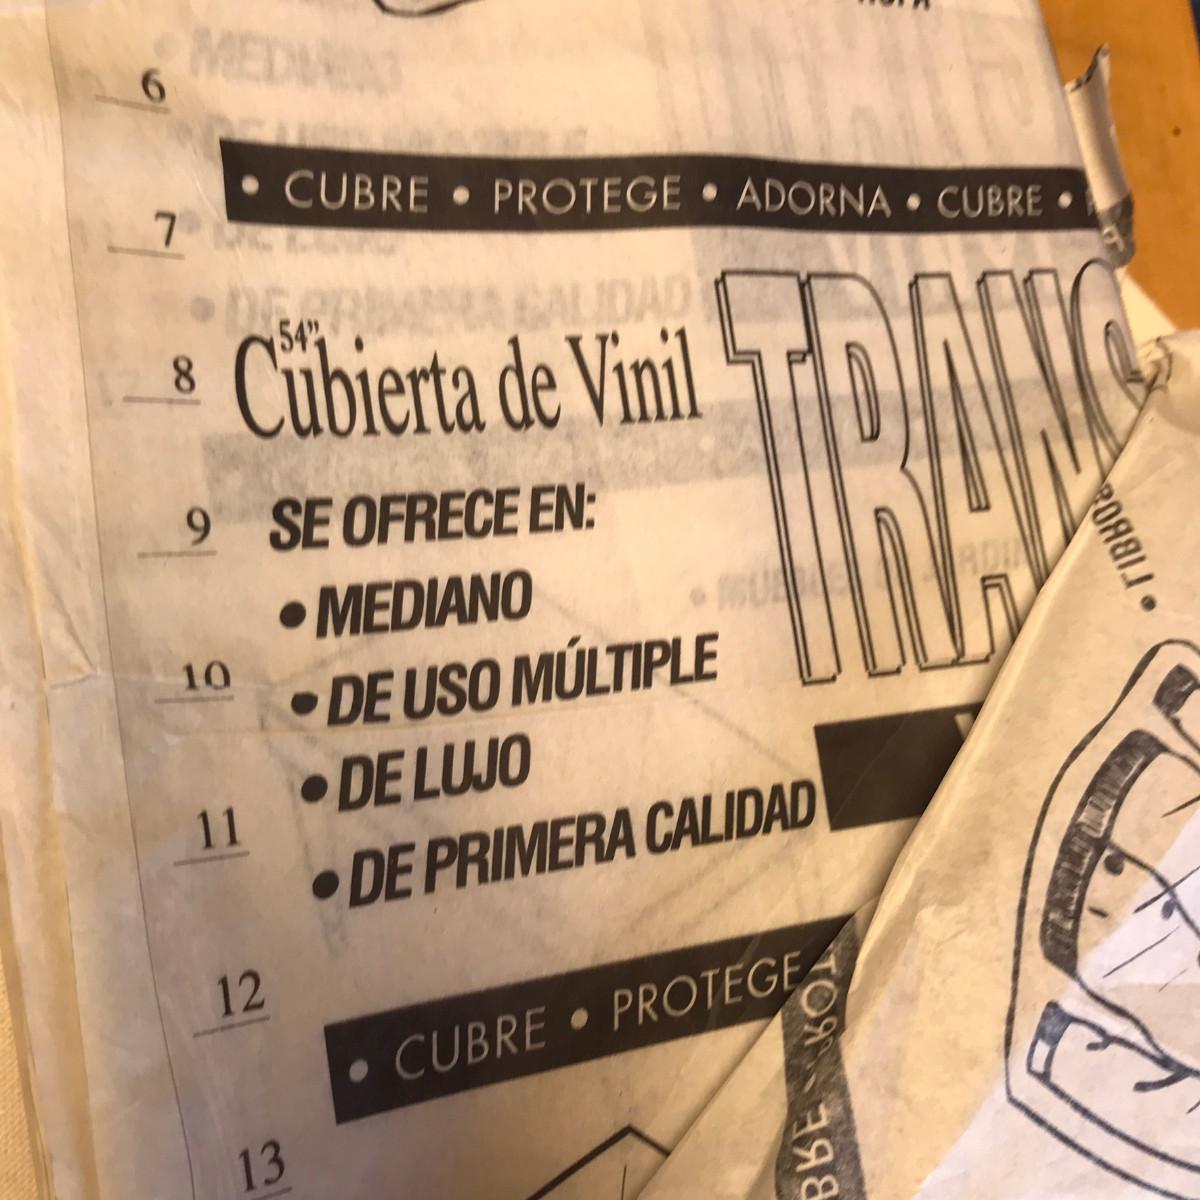 6
• CUBRE • PROTEGE • ADORNA • CUBRE •
7
54"
8
Cubierta de Vinil
TRANS
9
SE OFRECE EN:
• MEDIANO
10
• DE USO MÚLTIPLE
• DE LUJO
11
• DE PRIMERA CALIDAD
12
• CUBRE • PROTEGE
13
• LIBROS